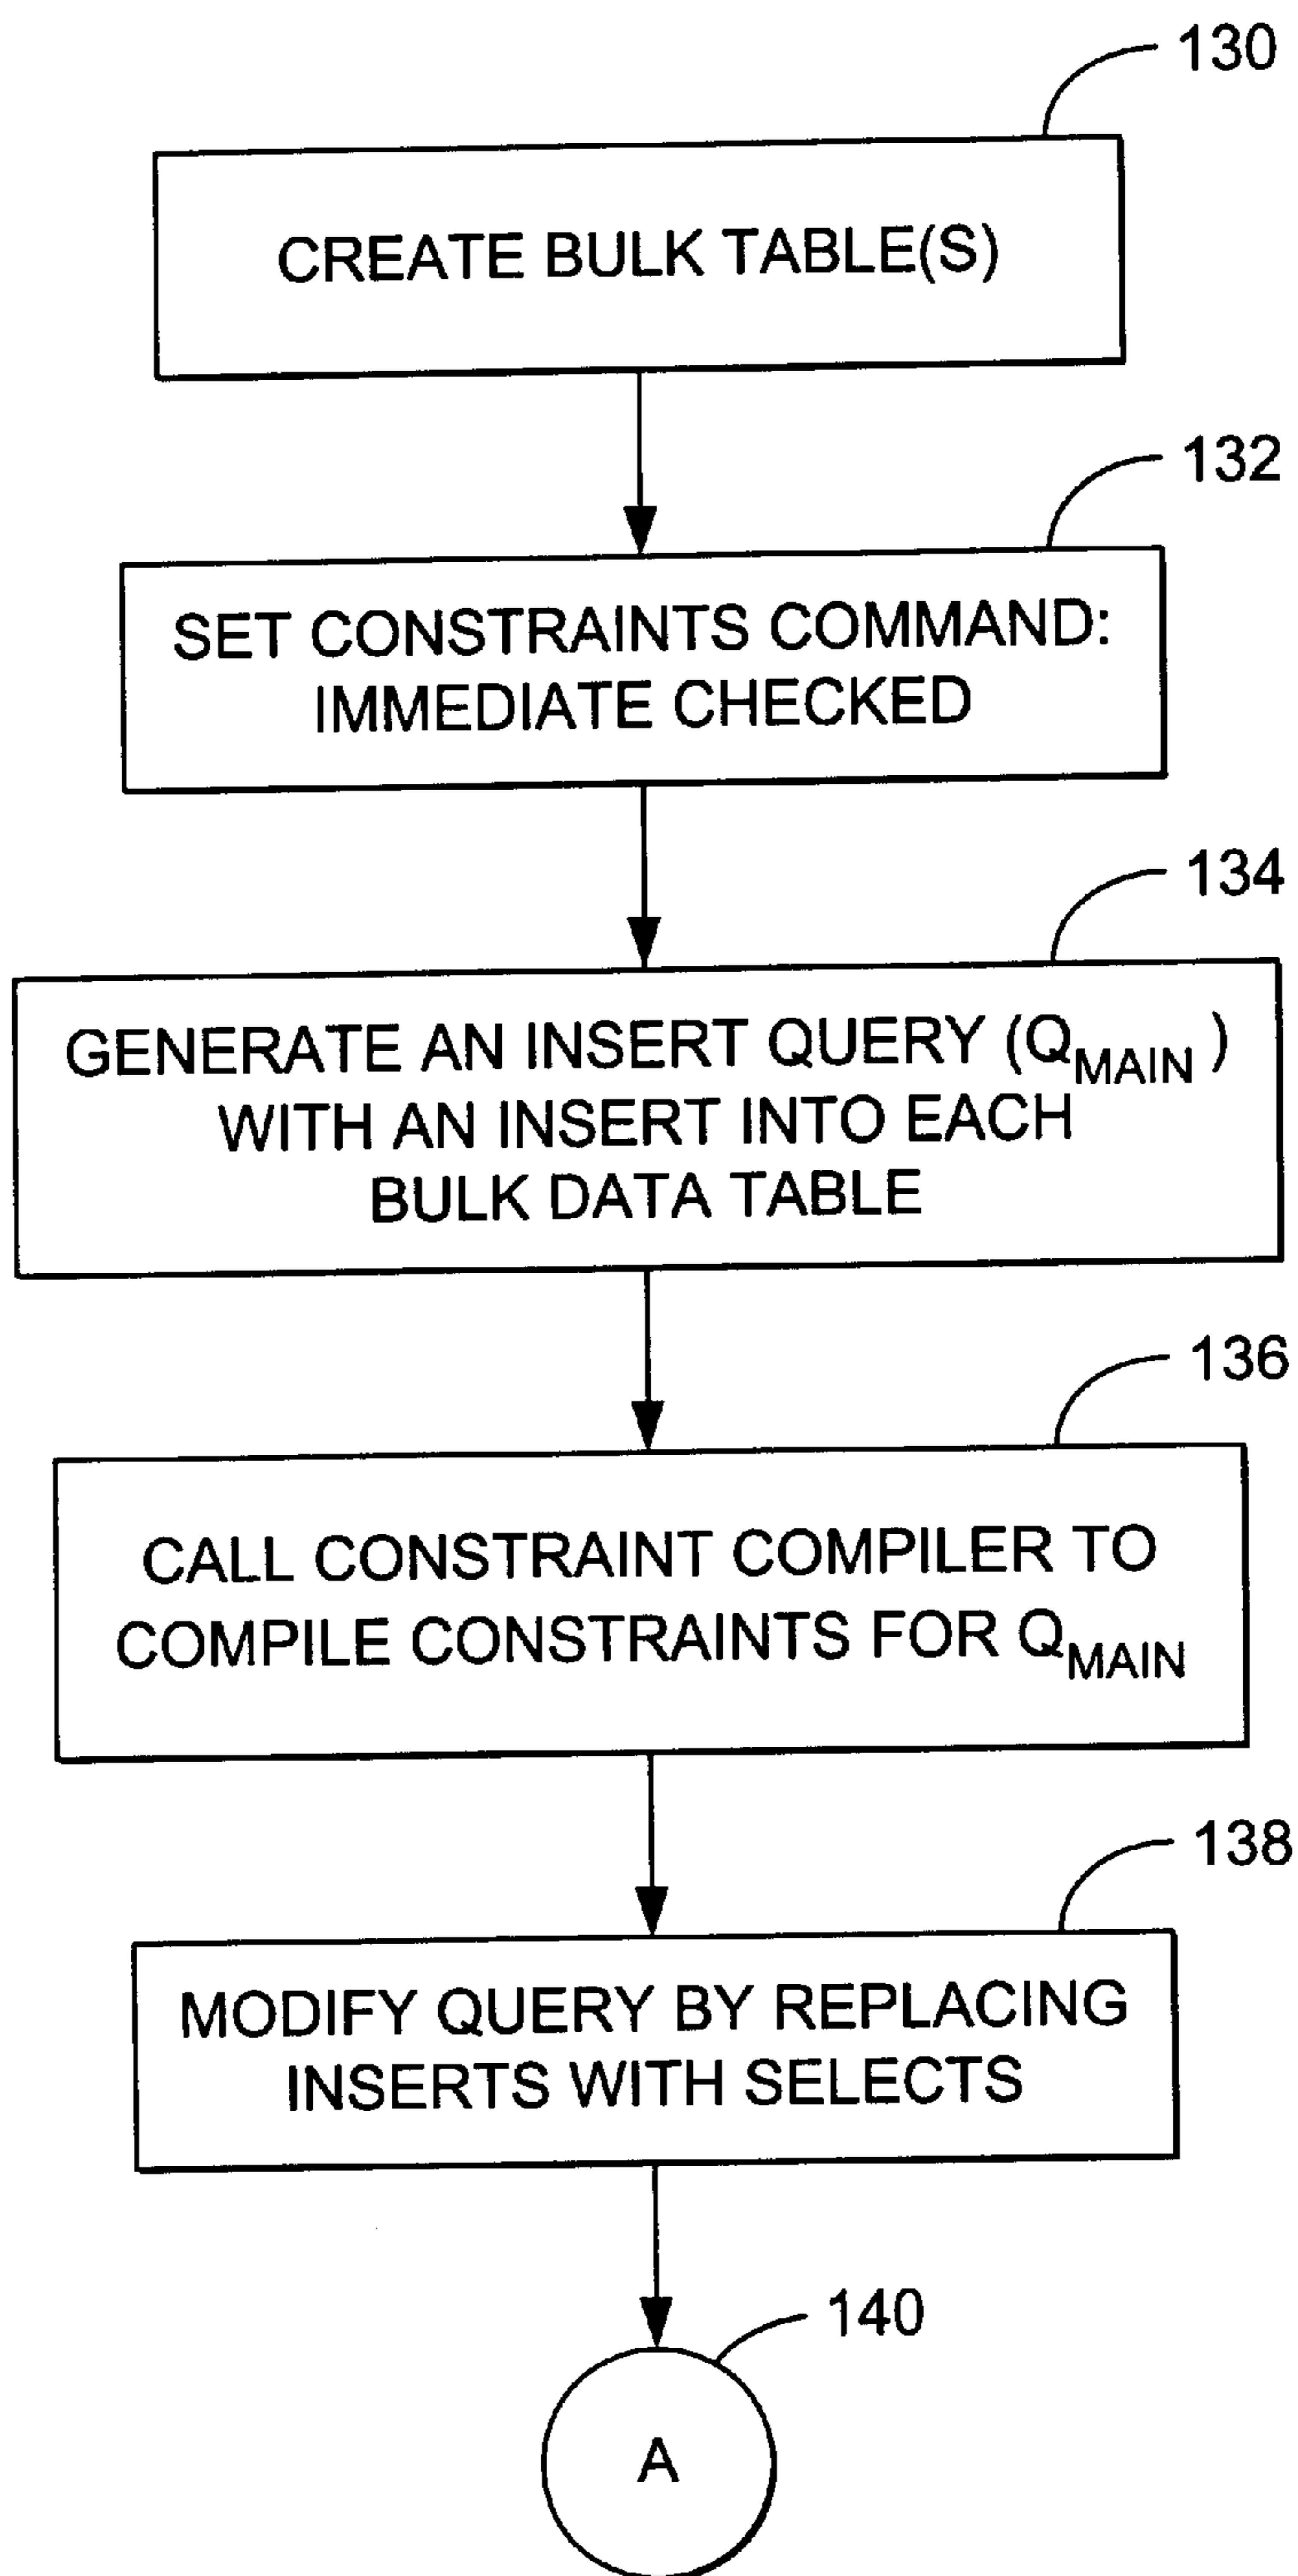 130
CREATE BULK TABLE(S)
132
SET CONSTRAINTS COMMAND:
IMMEDIATE CHECKED
134
GENERATE AN INSERT QUERY (QMAIN )
WITH AN INSERT INTO EACH
BULK DATA TABLE
136
CALL CONSTRAINT COMPILER TO
COMPILE CONSTRAINTS FOR QMAIN
138
MODIFY QUERY BY REPLACING
INSERTS WITH SELECTS
140
A